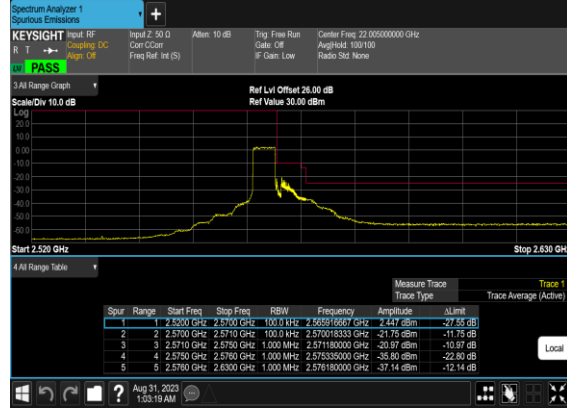 Spectrum Analyzer 1
Spurious Emissions
KEYSIGHT Input: RF Input Z: 50 Ω Atten: 10 dB Trig: Free Run Center Freq: 22.005000000 GHz
R T Coupling: DC Corr CCorr Gate: Off Avg|Hold: 100/100
Align: Off Freq Ref: Int (S) IF Gain: Low Radio Std: None
LW PASS
3 All Range Graph
Ref Lvl Offset 26.00 dB
Scale/Div 10.0 dB Ref Value 30.00 dBm
Log
20.0
10.0
0.00
-10.0
-20.0
-30.0
-40.0
-50.0
-60.0
Start 2.520 GHz Stop 2.630 GHz
4 All Range Table
Measure Trace Trace 1
Trace Type Trace Average (Active)
Spur Range Start Freq Stop Freq RBW Frequency Amplitude ΔLimit
1 1 2.5200 GHz 2.5700 GHz 100.0 kHz 2.565916667 GHz 2.447 dBm -27.55 dB
2 2 2.5700 GHz 2.5710 GHz 100.0 kHz 2.570018333 GHz -21.75 dBm -11.75 dB
3 3 2.5710 GHz 2.5750 GHz 1.000 MHz 2.571180000 GHz -20.97 dBm -10.97 dB
4 4 2.5750 GHz 2.5760 GHz 1.000 MHz 2.575335000 GHz -35.80 dBm -22.80 dB
5 5 2.5760 GHz 2.6300 GHz 1.000 MHz 2.576180000 GHz -37.14 dBm -12.14 dB
Local
Aug 31, 2023
1:03:19 AM